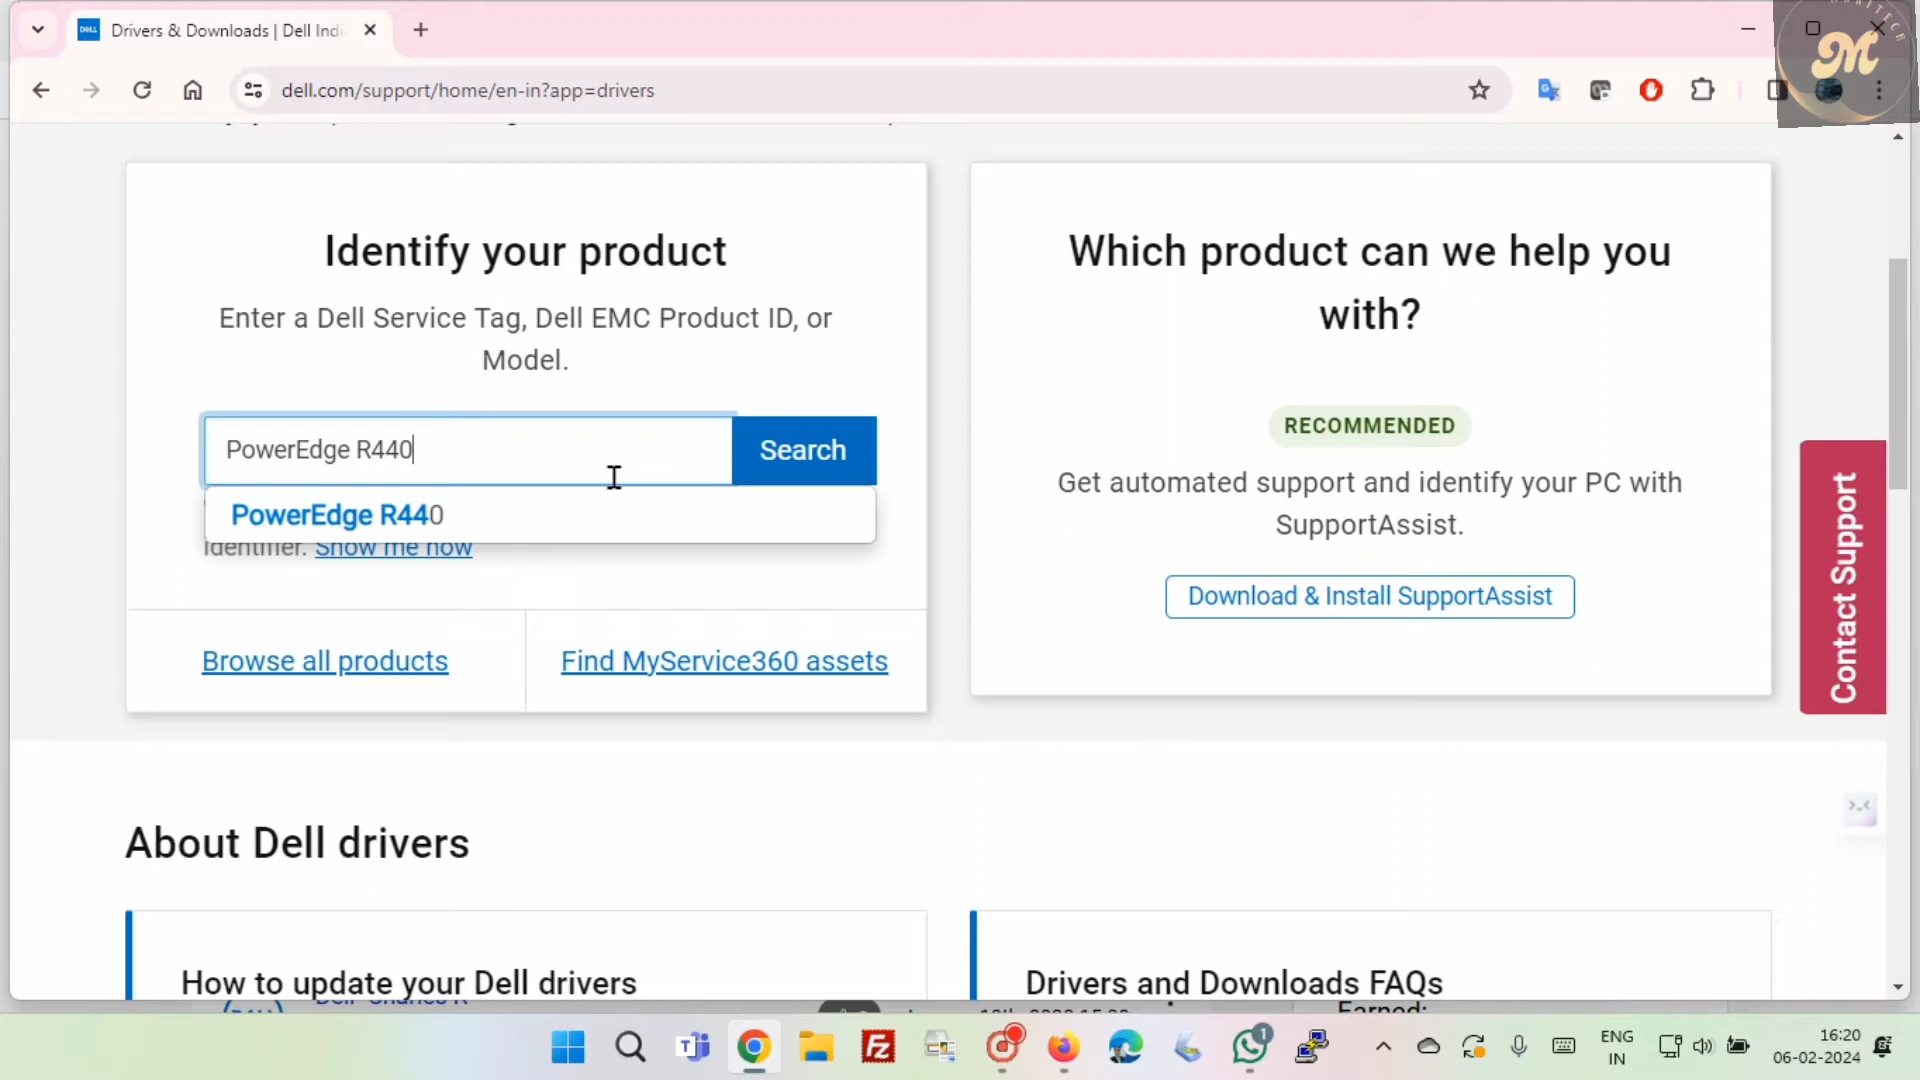 Drivers & Downloads | Dell Indi
dell.com/support/home/en-in?app=drivers
Identify your product
Enter a Dell Service Tag, Dell EMC Product ID, or
Model.
PowerEdge R440
Search
PowerEdge R440
identifier. Show me now
Browse all products
Find MyService360 assets
Which product can we help you
with?
RECOMMENDED
Get automated support and identify your PC with
SupportAssist.
Download & Install SupportAssist
Contact Support
About Dell drivers
How to update your Dell drivers
Drivers and Downloads FAQs
Earned:
ENG
IN
16:20
06-02-2024